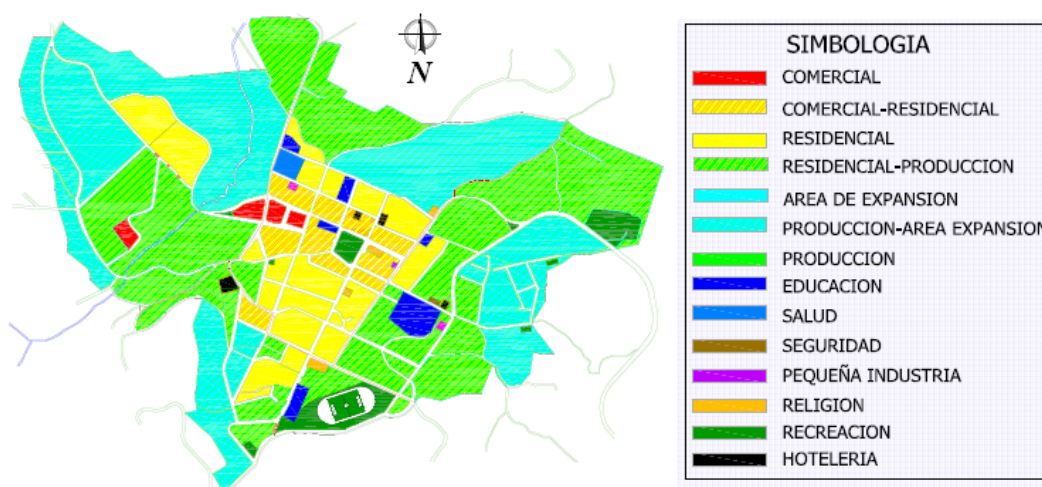 N
SIMBOLOGIA
COMERCIAL
COMERCIAL-RESIDENCIAL
RESIDENCIAL
RESIDENCIAL-PRODUCCION
AREA DE EXPANSION
PRODUCCION-AREA EXPANSION
PRODUCCION
EDUCACION
SALUD
SEGURIDAD
PEQUEÑA INDUSTRIA
RELIGION
RECREACION
HOTELERIA